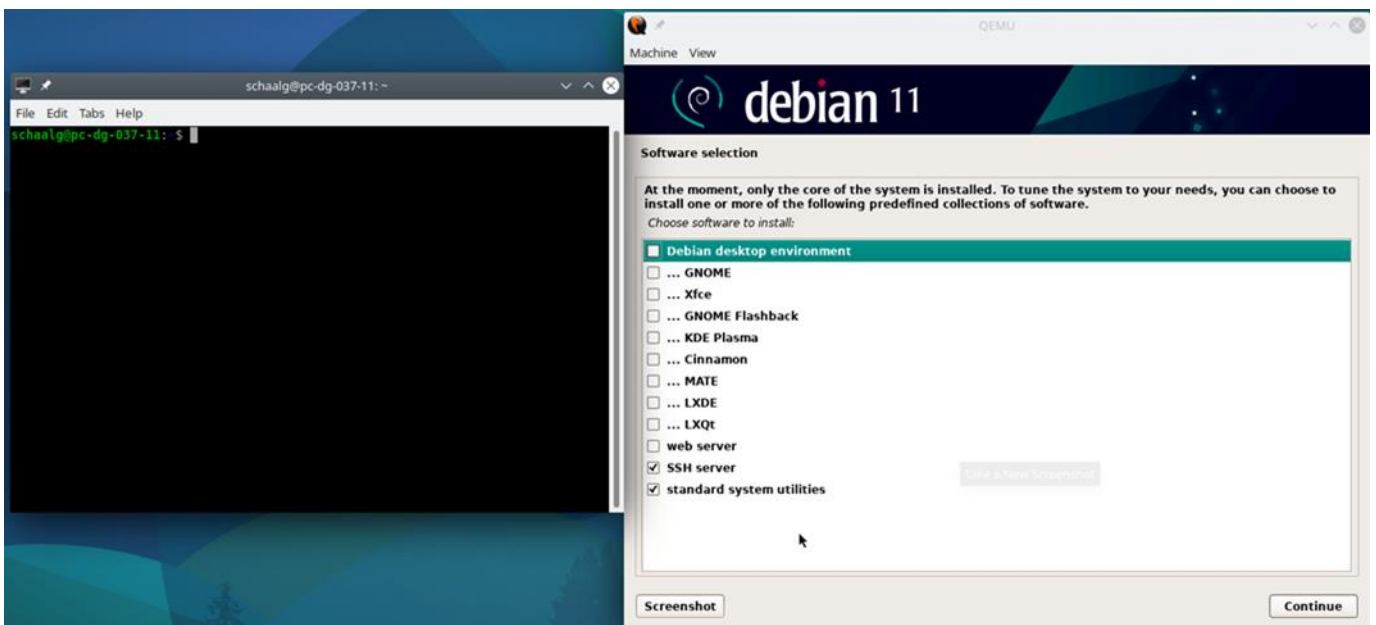 schaalg@pc-dg-037-11: ~
File Edit Tabs Help
schaalg@pc-dg-037-11: $
QEMU
Machine View
debian 11
Software selection
At the moment, only the core of the system is installed. To tune the system to your needs, you can choose to
install one or more of the following predefined collections of software.
Choose software to install:
Debian desktop environment
... GNOME
... Xfce
... GNOME Flashback
... KDE Plasma
... Cinnamon
... MATE
... LXDE
... LXQt
web server
SSH server
standard system utilities
Take a New Screenshot
Screenshot
Continue